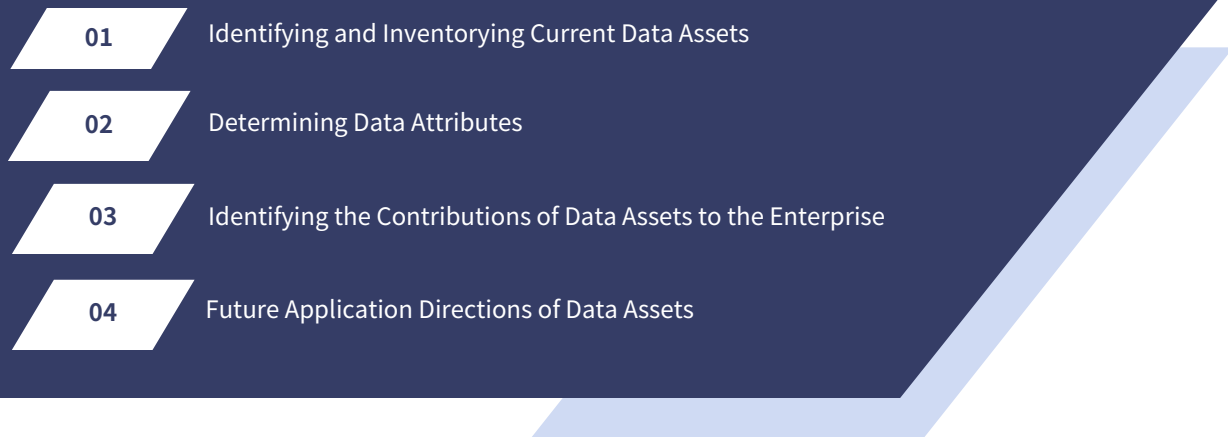 01 Identifying and Inventorying Current Data Assets
02 Determining Data Attributes
03 Identifying the Contributions of Data Assets to the Enterprise
04 Future Application Directions of Data Assets